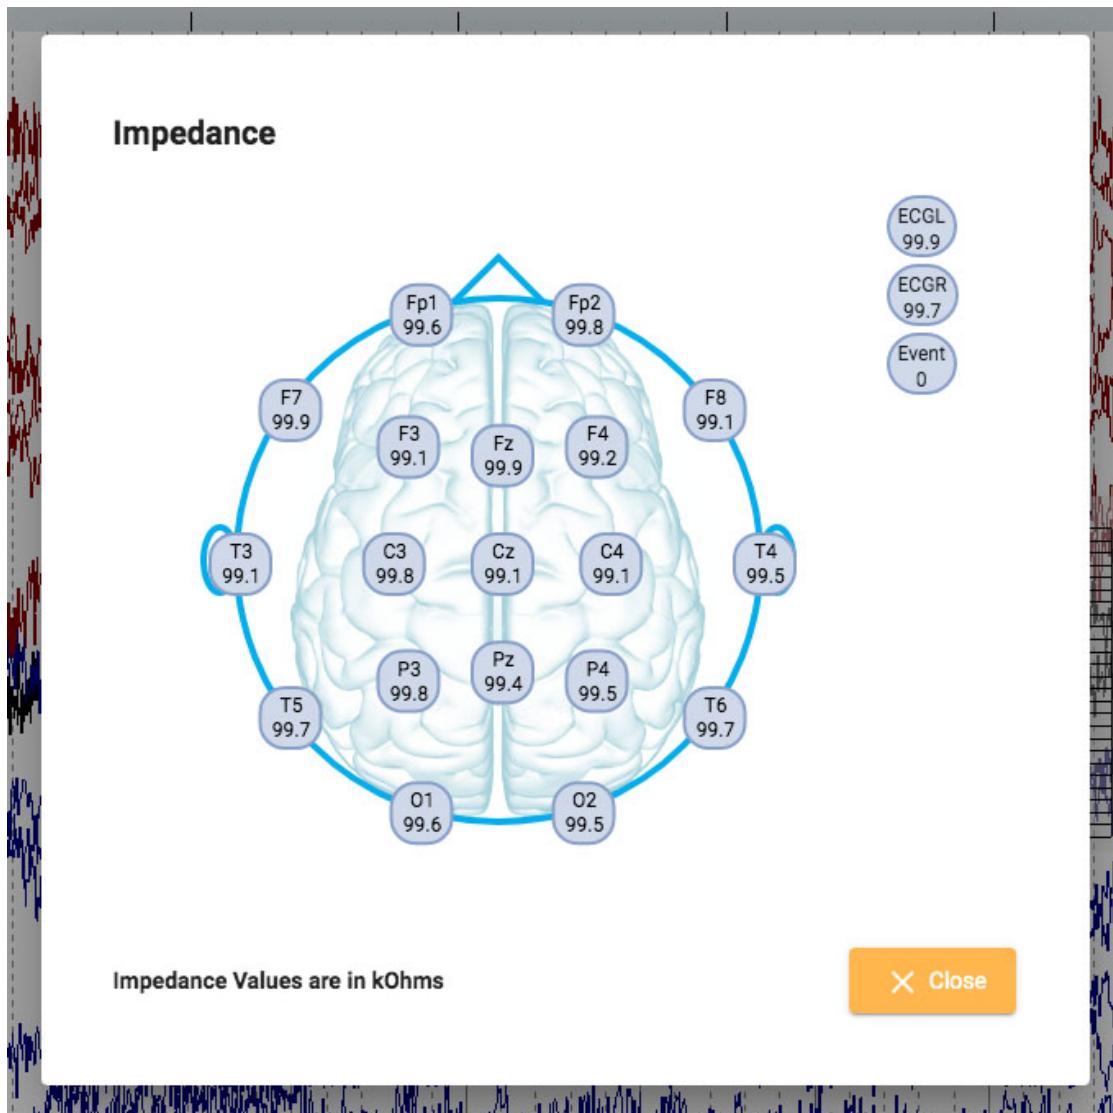 Impedance
ECGL
99.9
ECGR
99.7
Event
0
Fp1
99.6
Fp2
99.8
F7
99.9
F3
99.1
Fz
99.9
F4
99.2
F8
99.1
T3
99.1
C3
99.8
Cz
99.1
C4
99.1
T4
99.5
T5
99.7
P3
99.8
Pz
99.4
P4
99.5
T6
99.7
O1
99.6
O2
99.5
Impedance Values are in kOhms
Close